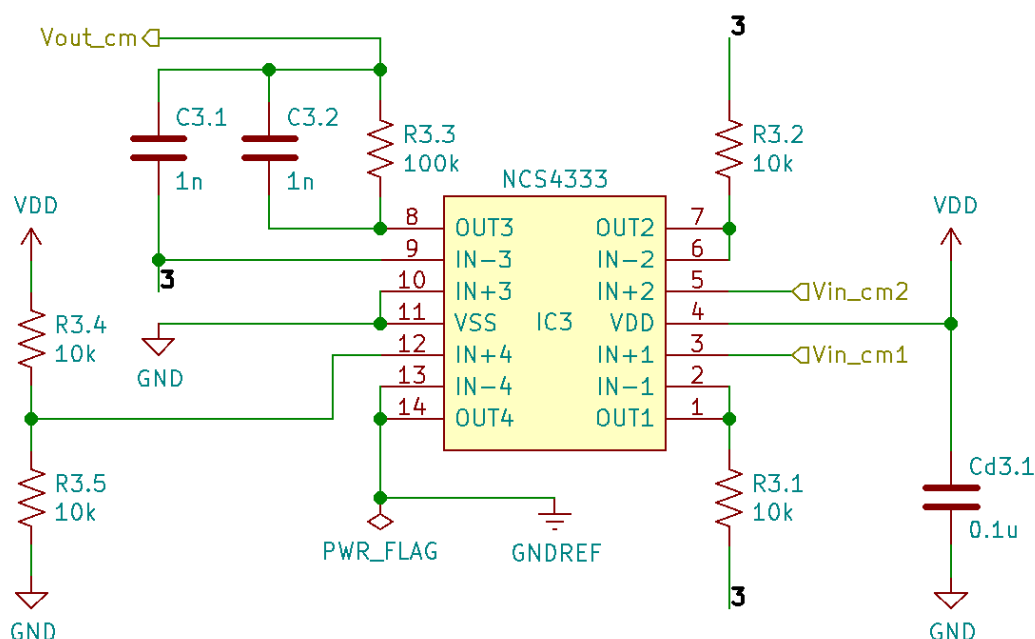 3
Vout_cm
C3.1
1n
C3.2
1n
R3.3
100k
R3.2
10k
NCS4333
VDD
VDD
8 OUT3 OUT2 7
9 IN-3 IN-2 6
3
10 IN+3 IN+2 5 Vin_cm2
11 VSS IC3 VDD 4
R3.4
10k
12 IN+4 IN+1 3 Vin_cm1
GND
13 IN-4 IN-1 2
14 OUT4 OUT1 1
R3.5
10k
R3.1
10k
Cd3.1
0.1u
PWR_FLAG
GNDREF
3
GND
GND